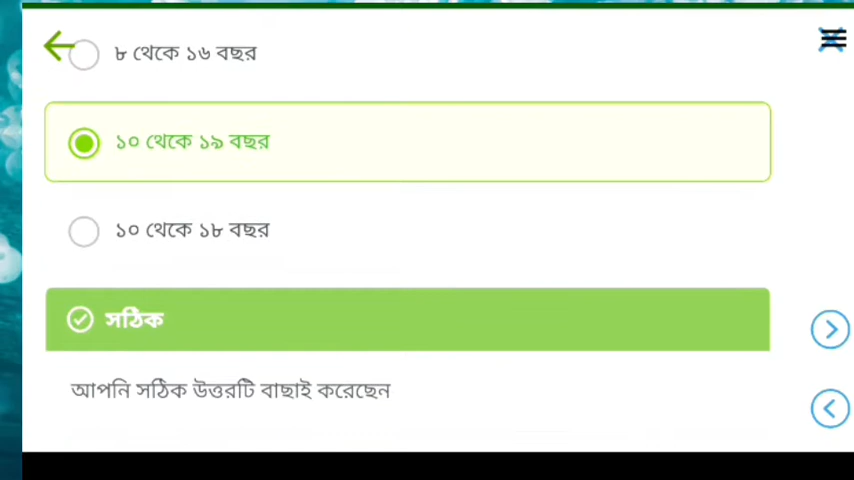 ৮ থেকে ১৬ বছর
১০ থেকে ১৯ বছর
১০ থেকে ১৮ বছর
সঠিক
আপনি সঠিক উত্তরটি বাছাই করেছেন